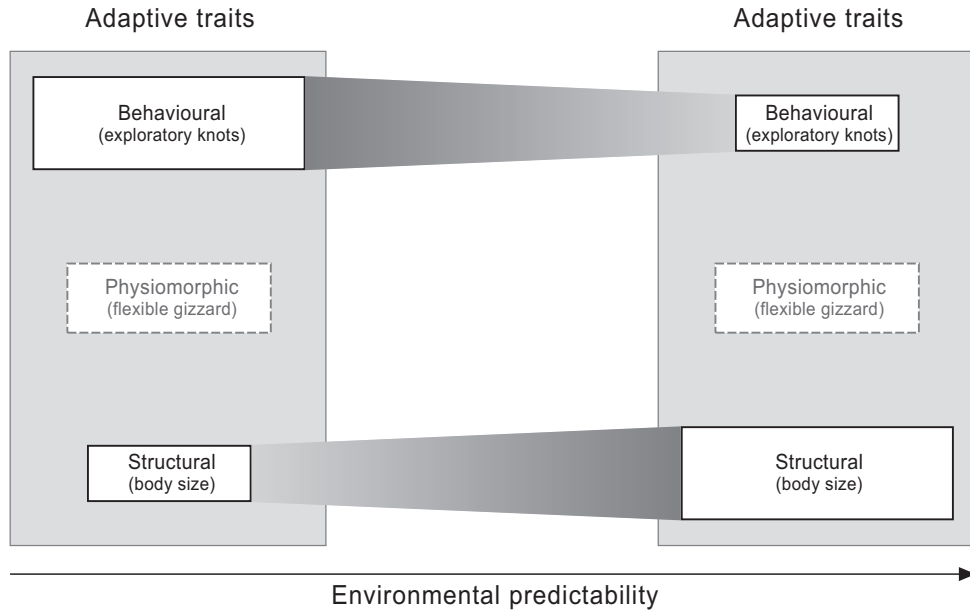 Adaptive traits
Behavioural
(exploratory knots)
Physiomorphic
(flexible gizzard)
Structural
(body size)
Adaptive traits
Behavioural
(exploratory knots)
Physiomorphic
(flexible gizzard)
Structural
(body size)
Environmental predictability